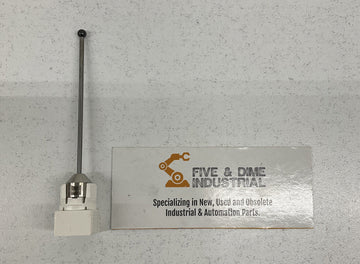 FIVE & DIME
INDUSTRIAL
Specializing in New, Used and Obsolete
Industrial & Automation Parts.